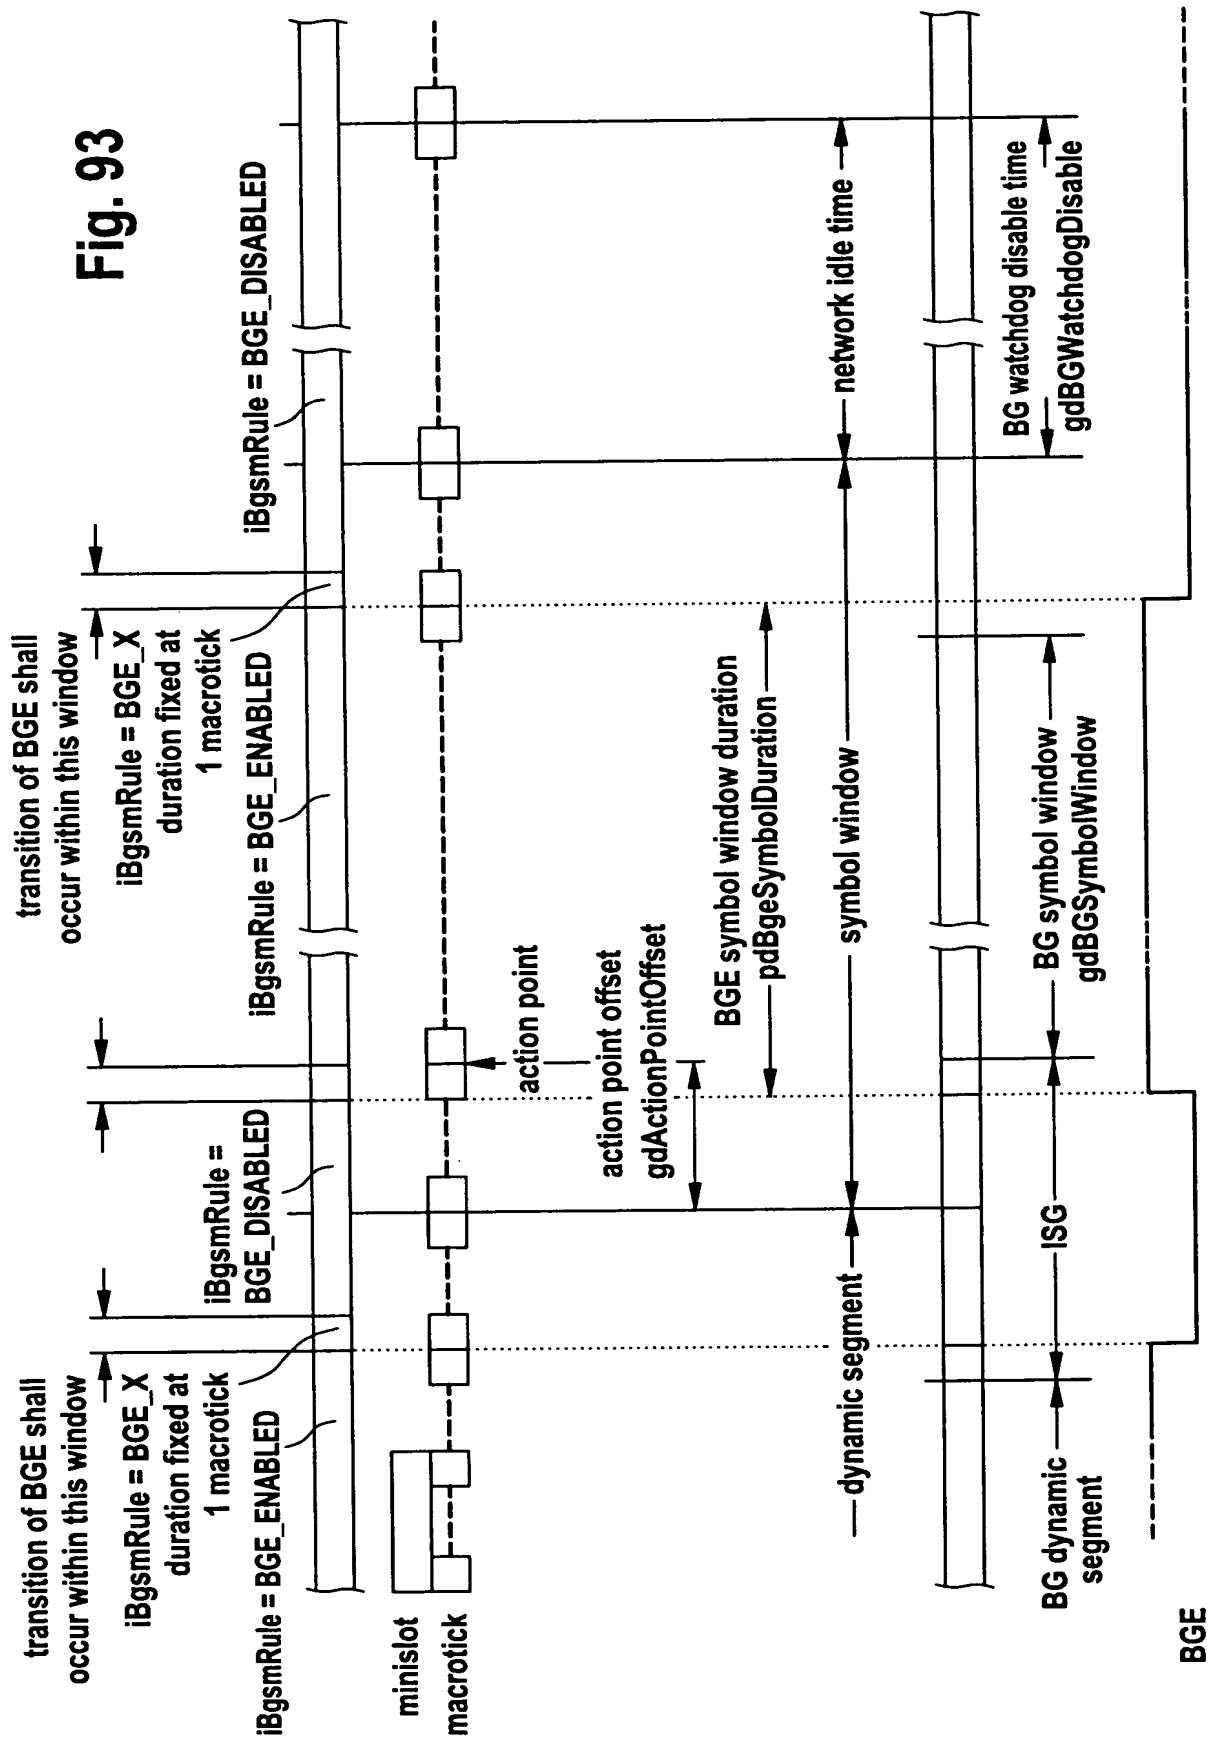 Fig. 93
transition of BGE shall
occur within this window
iBgsmRule = BGE_X
duration fixed at
1 macrotick
iBgsmRule = BGE_ENABLED
iBgsmRule =
BGE_DISABLED
transition of BGE shall
occur within this window
iBgsmRule = BGE_X
duration fixed at
1 macrotick
iBgsmRule = BGE_ENABLED
iBgsmRule = BGE_DISABLED
minislot
macrotick
action point
action point offset
gdActionPointOffset
BGE symbol window duration
pdBgeSymbolDuration
dynamic segment
symbol window
network idle time
BG dynamic
segment
ISG
BG symbol window
gdBGSymbolWindow
BG watchdog disable time
gdBGWatchdogDisable
BGE